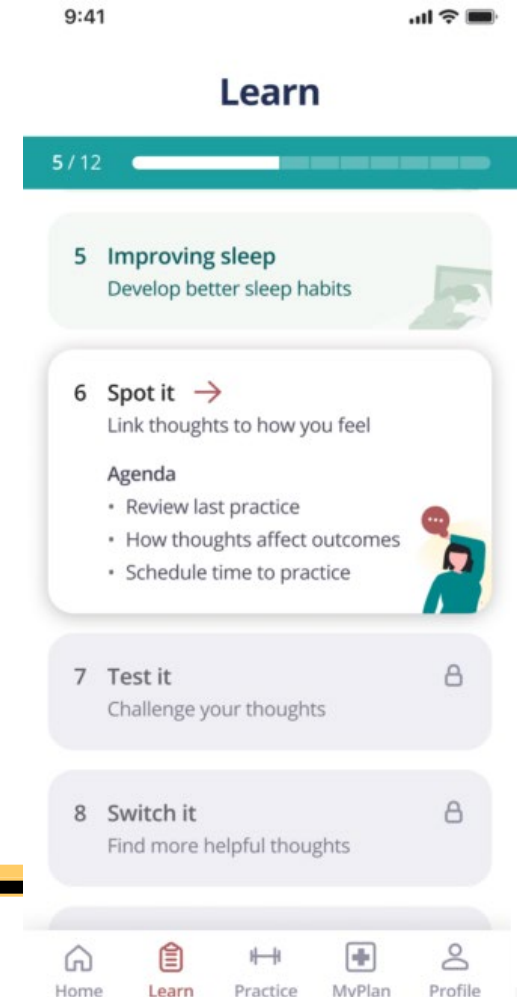 9:41
Learn
5 / 12
5 Improving sleep
Develop better sleep habits
6 Spot it →
Link thoughts to how you feel
Agenda
• Review last practice
• How thoughts affect outcomes
• Schedule time to practice
7 Test it
Challenge your thoughts
8 Switch it
Find more helpful thoughts
Home Learn Practice MyPlan Profile